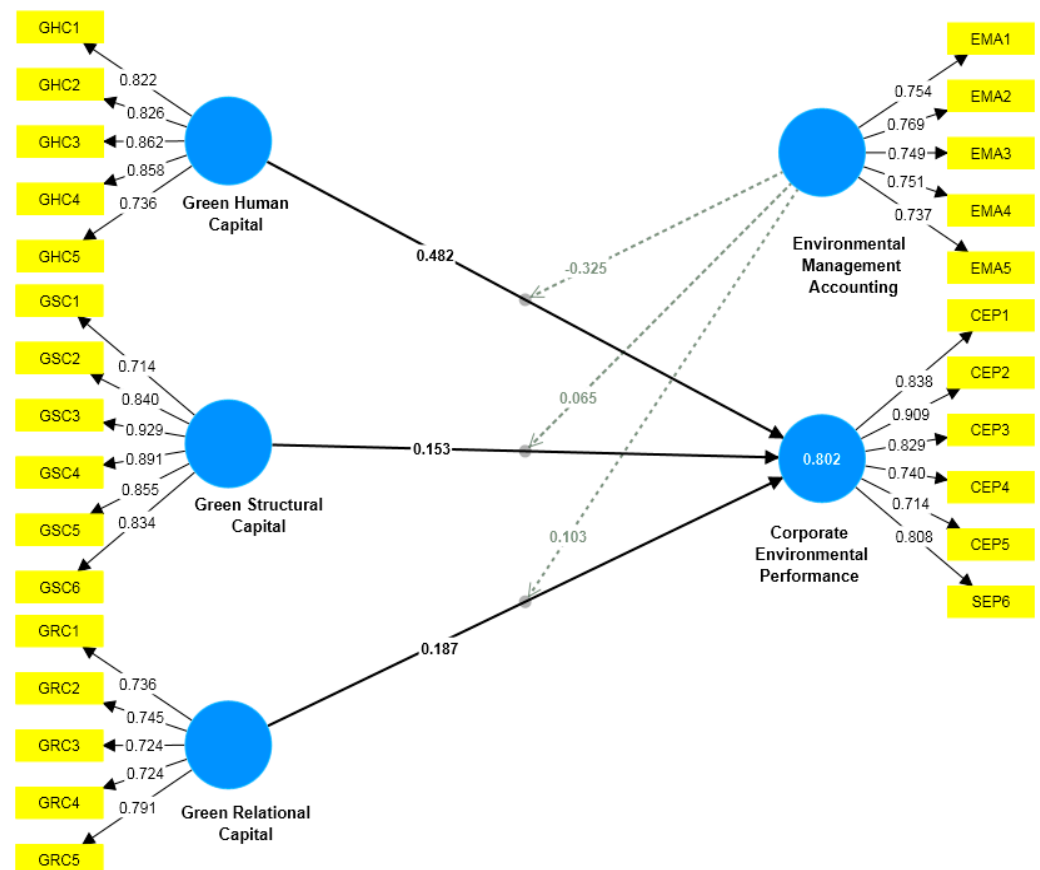 GHC1
GHC2
GHC3
GHC4
GHC5
0.822
0.826
0.862
0.858
0.736
Green Human
Capital
GSC1
GSC2
GSC3
GSC4
GSC5
GSC6
0.714
0.840
0.929
0.891
0.855
0.834
Green Structural
Capital
GRC1
GRC2
GRC3
GRC4
GRC5
0.736
0.745
0.724
0.724
0.791
Green Relational
Capital
0.482
0.153
0.187
-0.325
0.065
0.103
EMA1
EMA2
EMA3
EMA4
EMA5
0.754
0.769
0.749
0.751
0.737
Environmental
Management
Accounting
CEP1
CEP2
CEP3
CEP4
CEP5
SEP6
0.838
0.909
0.829
0.740
0.714
0.808
0.802
Corporate
Environmental
Performance